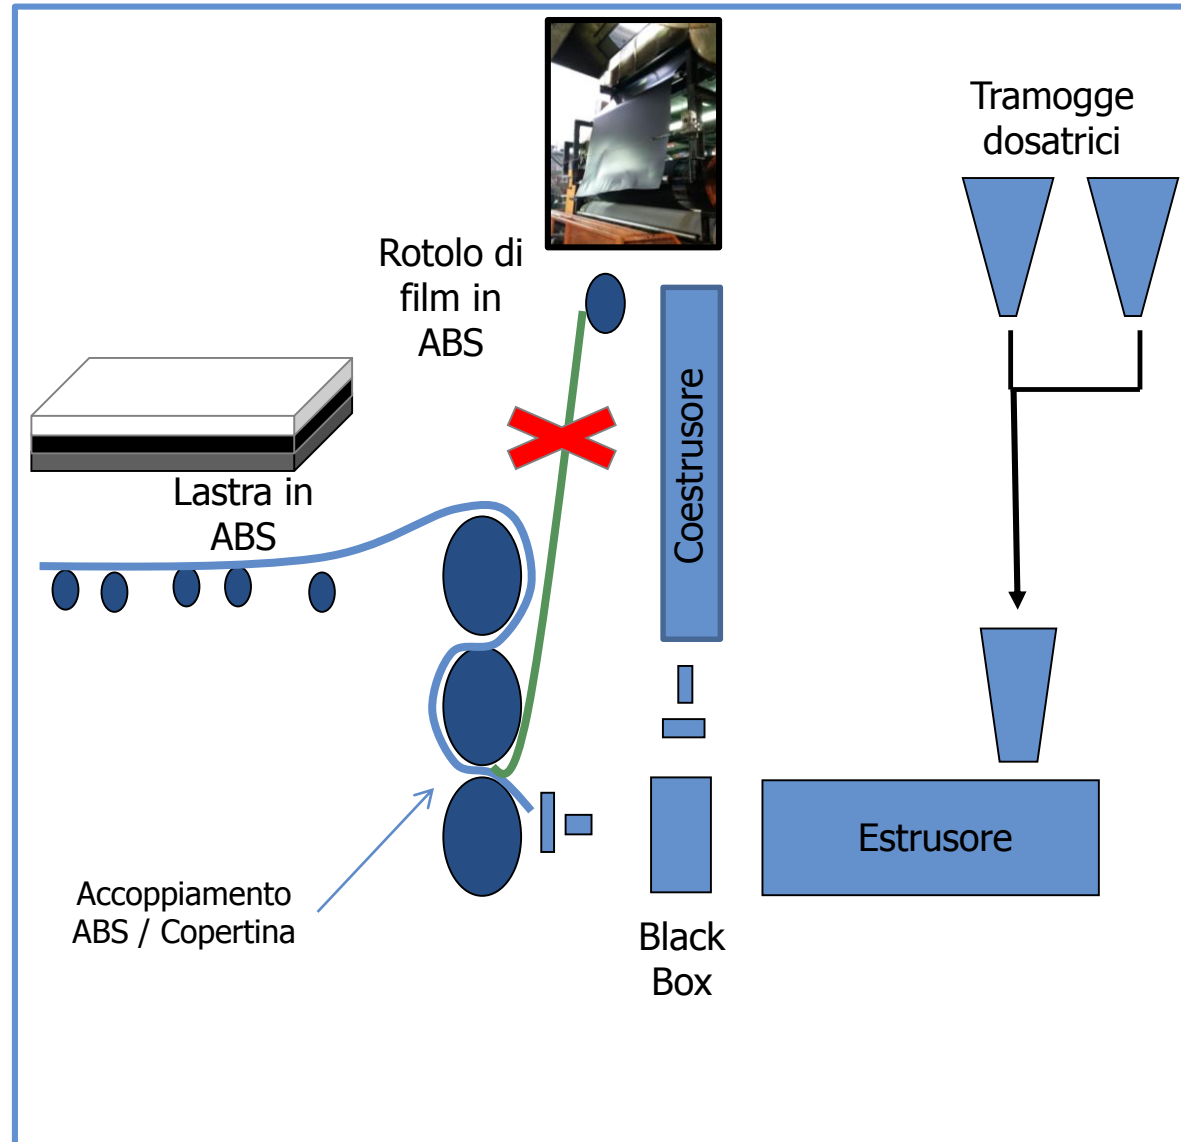 Tramogge
dosatrici
Rotolo di
film in
ABS
Coestrusore
Lastra in
ABS
Estrusore
Accoppiamento
ABS / Copertina
Black
Box